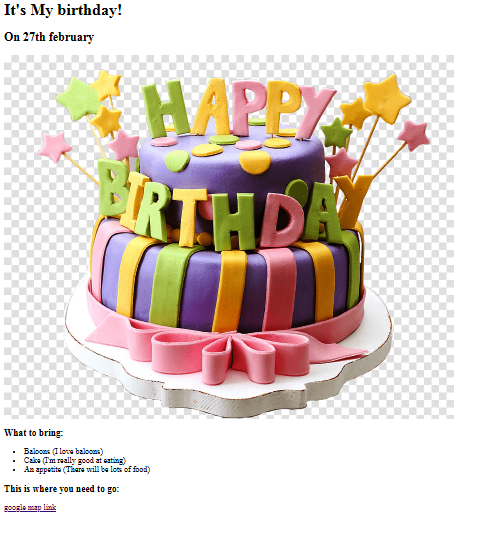 It's My birthday!
On 27th february
HAPPY
BIRTHDAY
What to bring:
Baloons (I love baloons)
Cake (I'm really good at eating)
An appetite (There will be lots of food)
This is where you need to go:
google map link